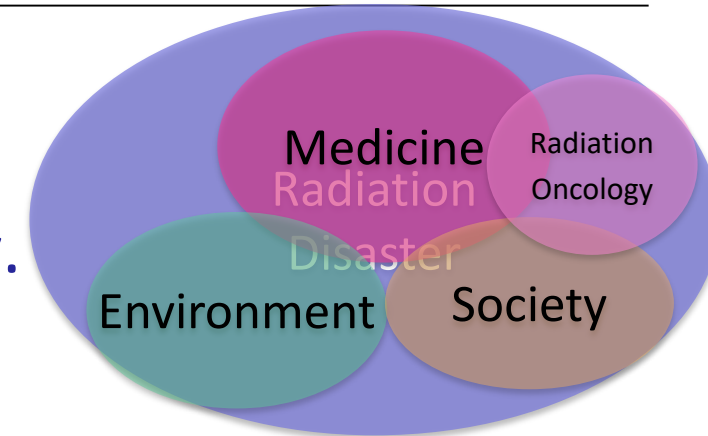 Medicine
Radiation
Disaster
Radiation
Oncology
Environment
Society